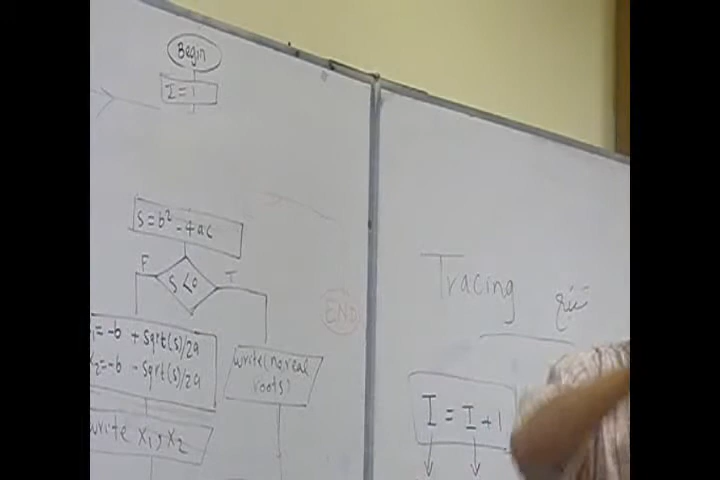 Begin
I = 1
S = b² - 4ac
F
S < 0
T
= -b + sqrt(s)/2a
= -b - sqrt(s)/2a
write(no real
roots)
write x₁, x₂
END
Tracing
I = I + 1